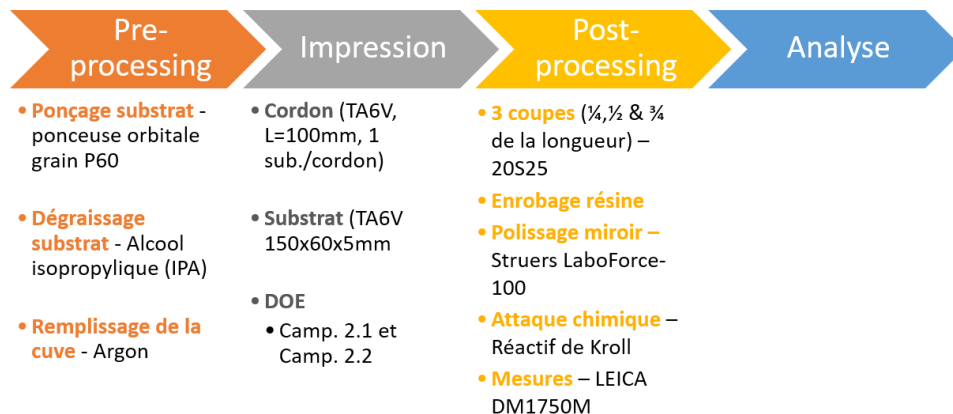 Pre-
processing
Impression
Post-
processing
Analyse
• Ponçage substrat -
ponceuse orbitale
grain P60
• Dégraissage
substrat - Alcool
isopropylique (IPA)
• Remplissage de la
cuve - Argon
• Cordon (TA6V,
L=100mm, 1
sub./cordon)
• Substrat (TA6V
150x60x5mm
• DOE
• Camp. 2.1 et
Camp. 2.2
• 3 coupes (¼,½ & ¾
de la longueur) –
20S25
• Enrobage résine
• Polissage miroir –
Struers LaboForce-
100
• Attaque chimique –
Réactif de Kroll
• Mesures – LEICA
DM1750M